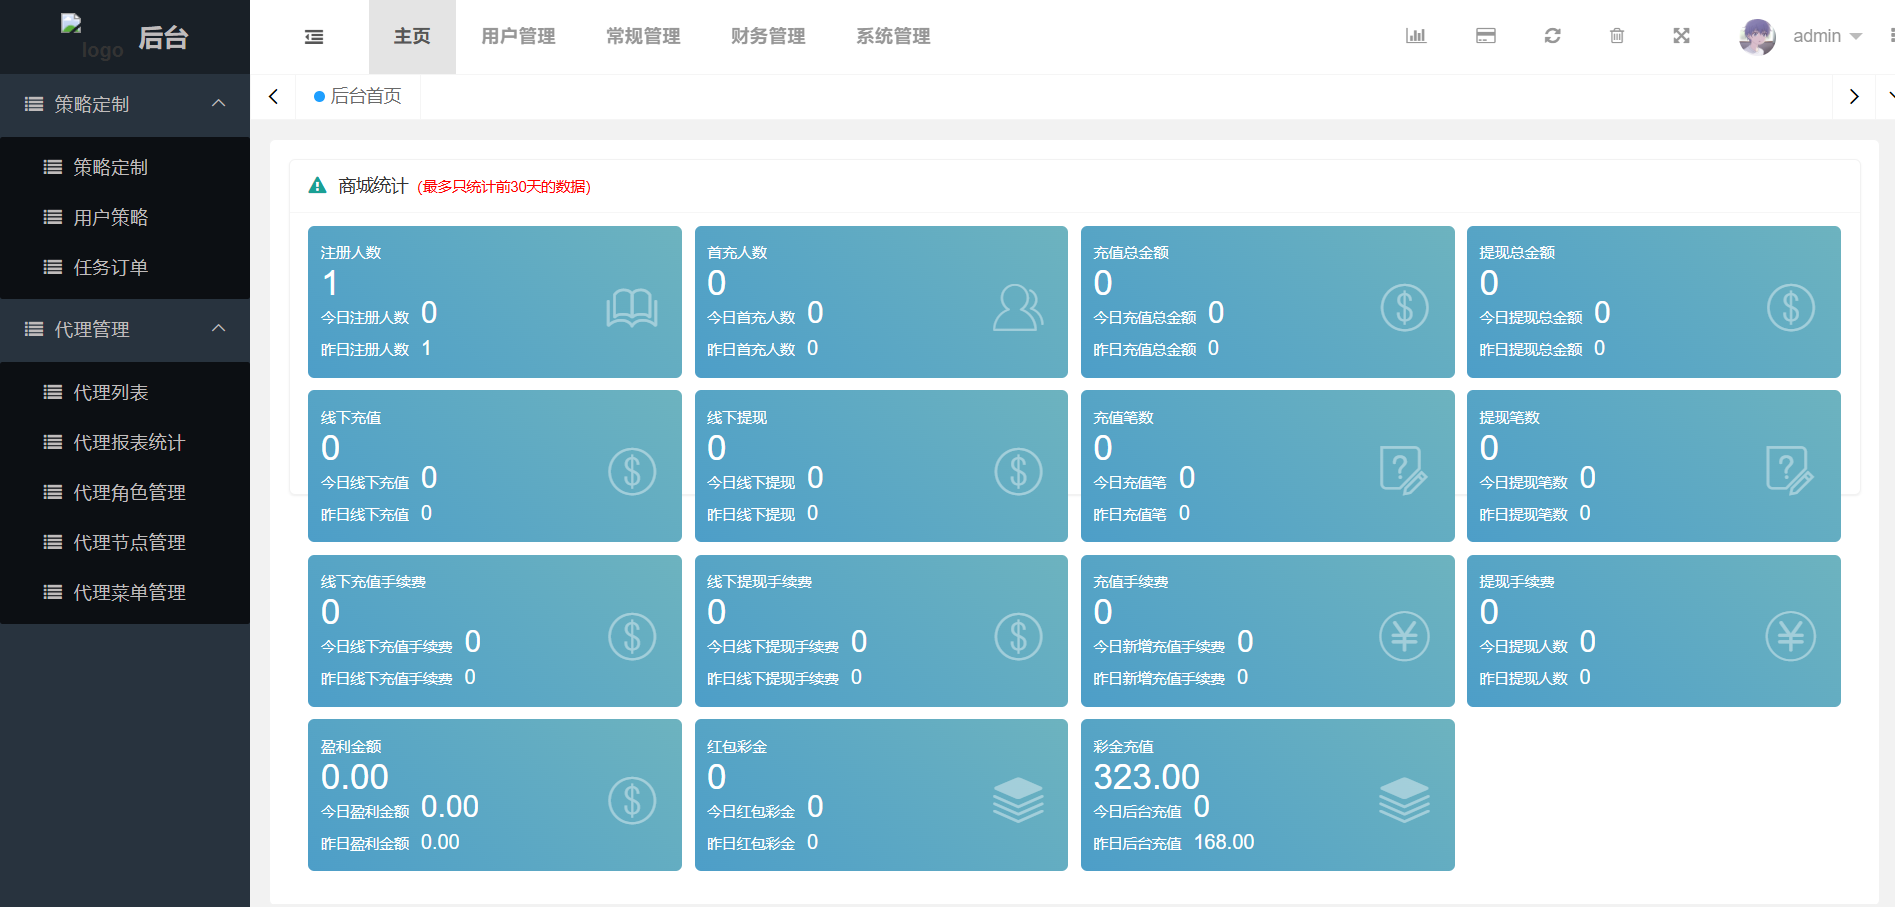 logo 后台
主页 用户管理 常规管理 财务管理 系统管理 admin
后台首页
策略定制
策略定制
用户策略
任务订单
代理管理
代理列表
代理报表统计
代理角色管理
代理节点管理
代理菜单管理
商城统计 (最多只统计前30天的数据)
注册人数
1
今日注册人数 0
昨日注册人数 1
首充人数
0
今日首充人数 0
昨日首充人数 0
充值总金额
0
今日充值总金额 0
昨日充值总金额 0
提现总金额
0
今日提现总金额 0
昨日提现总金额 0
线下充值
0
今日线下充值 0
昨日线下充值 0
线下提现
0
今日线下提现 0
昨日线下提现 0
充值笔数
0
今日充值笔 0
昨日充值笔 0
提现笔数
0
今日提现笔数 0
昨日提现笔数 0
线下充值手续费
0
今日线下充值手续费 0
昨日线下充值手续费 0
线下提现手续费
0
今日线下提现手续费 0
昨日线下提现手续费 0
充值手续费
0
今日新增充值手续费 0
昨日新增充值手续费 0
提现手续费
0
今日提现人数 0
昨日提现人数 0
盈利金额
0.00
今日盈利金额 0.00
昨日盈利金额 0.00
红包彩金
0
今日红包彩金 0
昨日红包彩金 0
彩金充值
323.00
今日后台充值 0
昨日后台充值 168.00